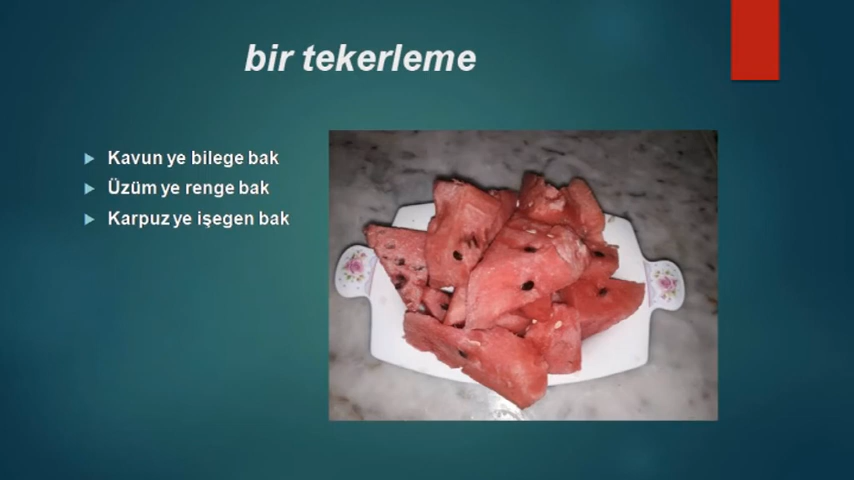 bir tekerleme
Kavun ye bilege bak
Üzüm ye renge bak
Karpuz ye işegen bak